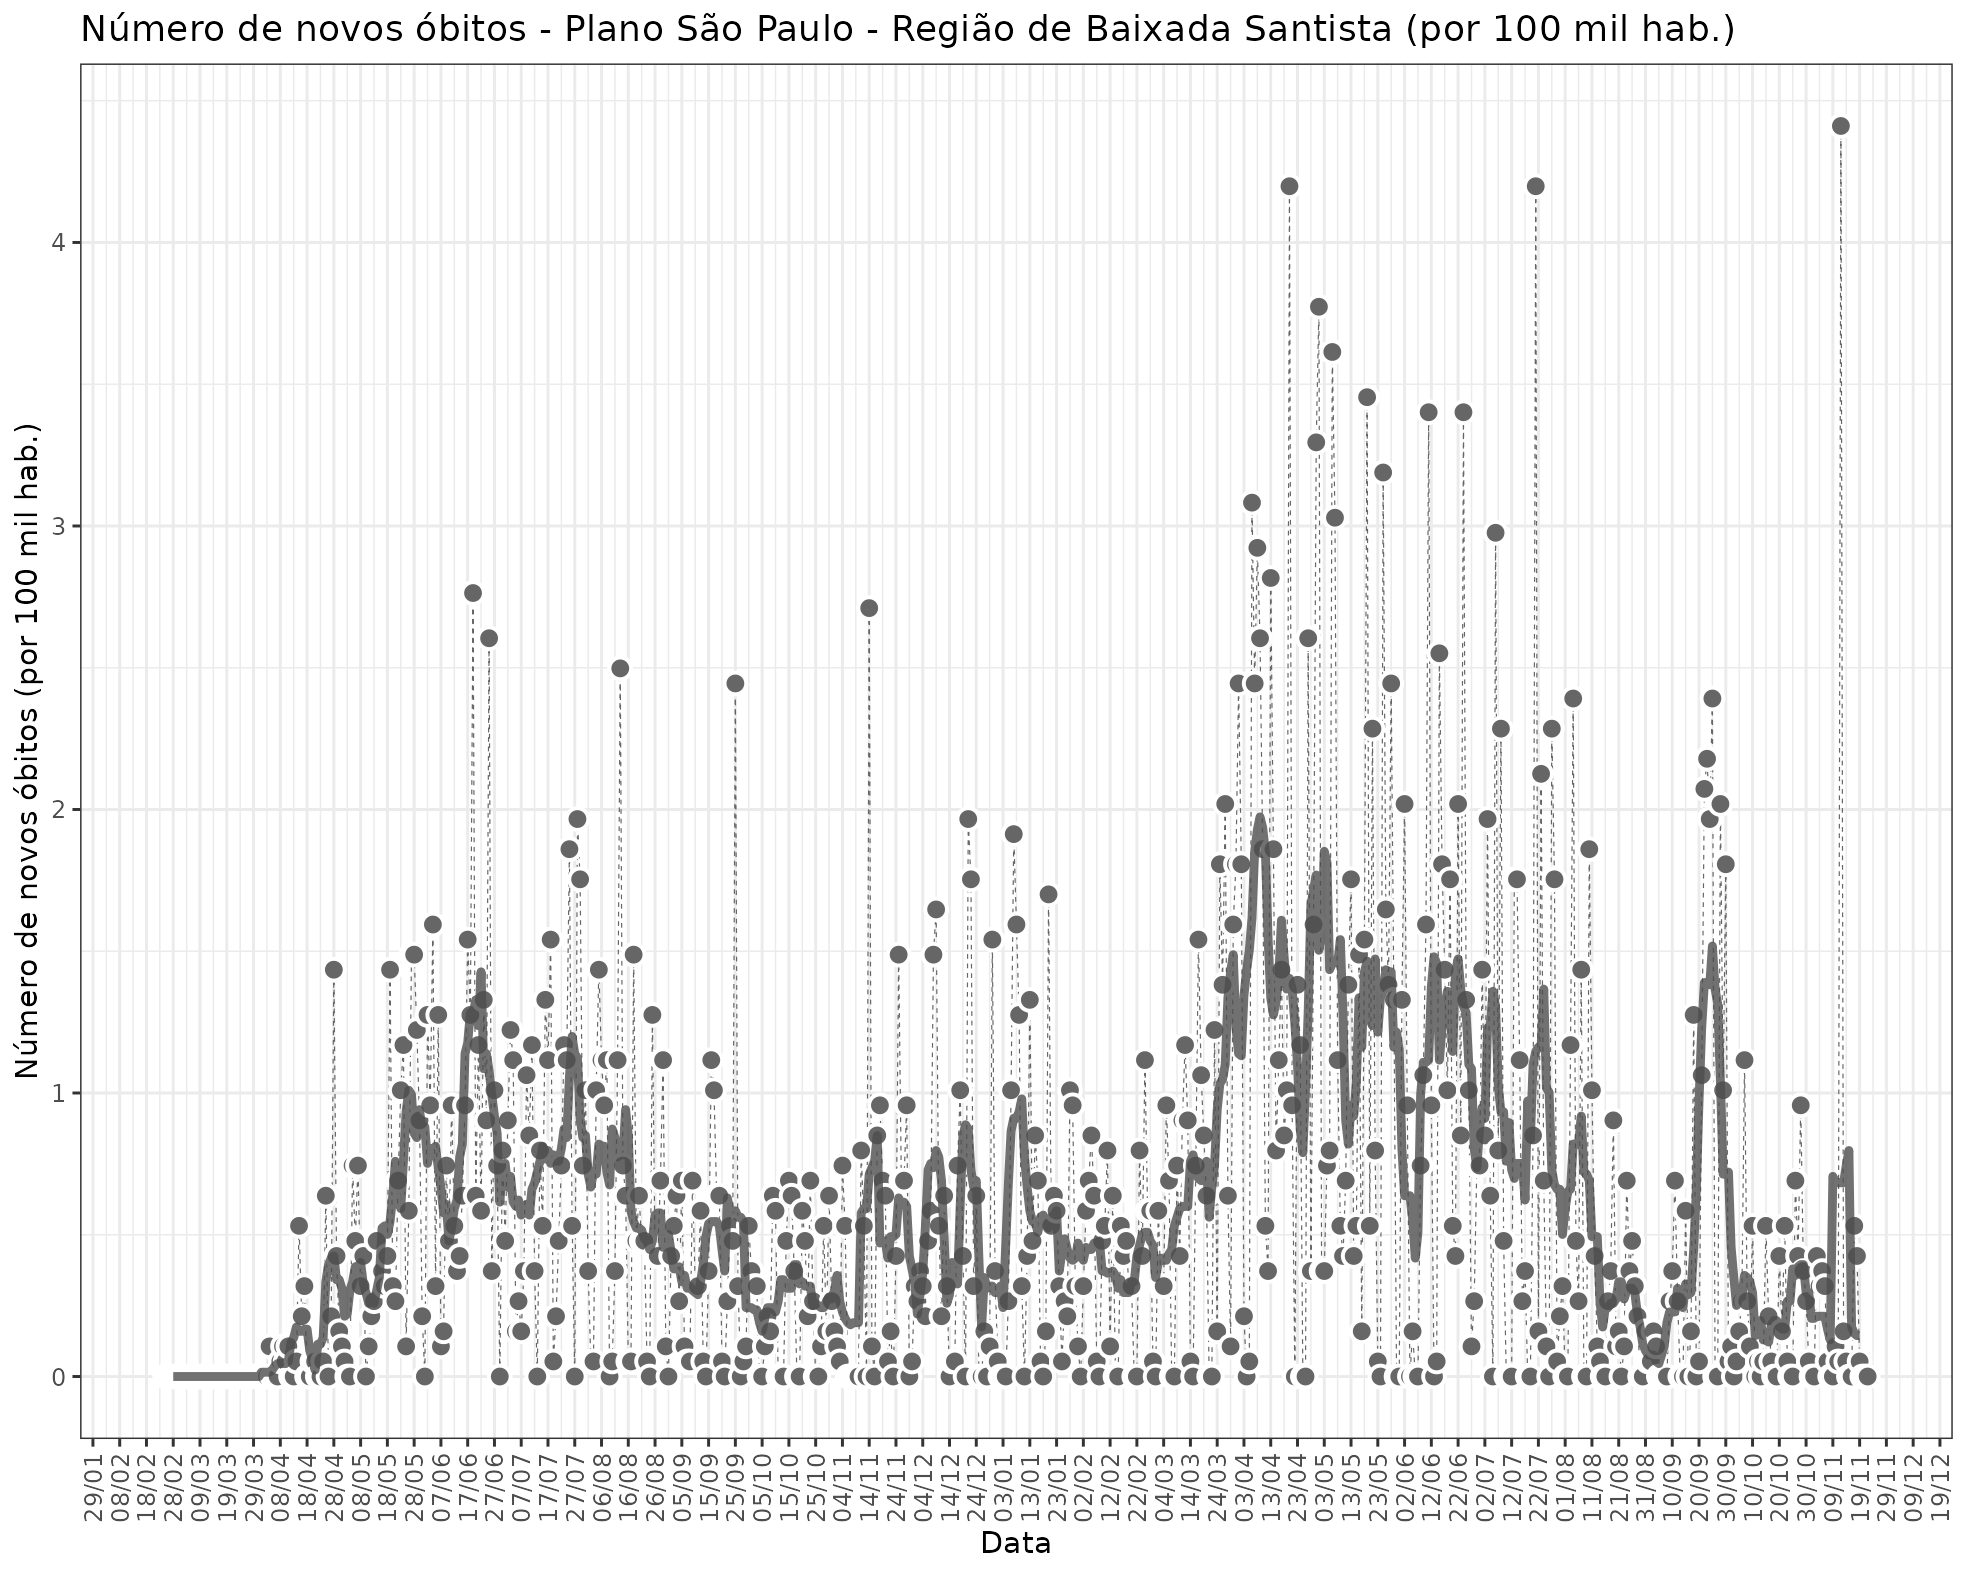 Número de novos óbitos - Plano São Paulo - Região de Baixada Santista (por 100 mil hab.)
Número de novos óbitos (por 100 mil hab.)
4
3
2
1
0
29/01 08/02 18/02 28/02 09/03 19/03 29/03 08/04 18/04 28/04 08/05 18/05 28/05 07/06 17/06 27/06 07/07 17/07 27/07 06/08 16/08 26/08 05/09 15/09 25/09 05/10 15/10 25/10 04/11 14/11 24/11 04/12 14/12 24/12 03/01 13/01 23/01 02/02 12/02 22/02 04/03 14/03 24/03 03/04 13/04 23/04 03/05 13/05 23/05 02/06 12/06 22/06 02/07 12/07 22/07 01/08 11/08 21/08 31/08 10/09 20/09 30/09 10/10 20/10 30/10 09/11 19/11 29/11 09/12 19/12
Data